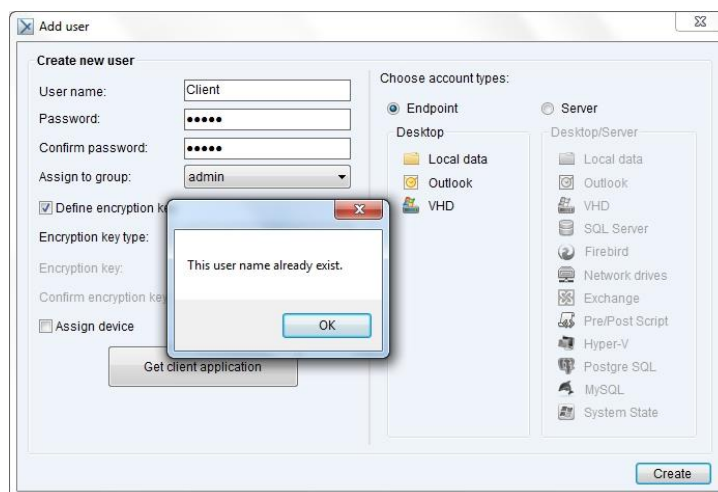 Add user
Create new user
User name:
Client
Password:
•••••
Confirm password:
•••••
Assign to group:
admin
Define encryption ke
Encryption key type:
Encryption key:
Confirm encryption key
Assign device
Get client application
This user name already exist.
OK
Choose account types:
Endpoint
Desktop
Local data
Outlook
VHD
Server
Desktop/Server
Local data
Outlook
VHD
SQL Server
Firebird
Network drives
Exchange
Pre/Post Script
Hyper-V
Postgre SQL
MySQL
System State
Create